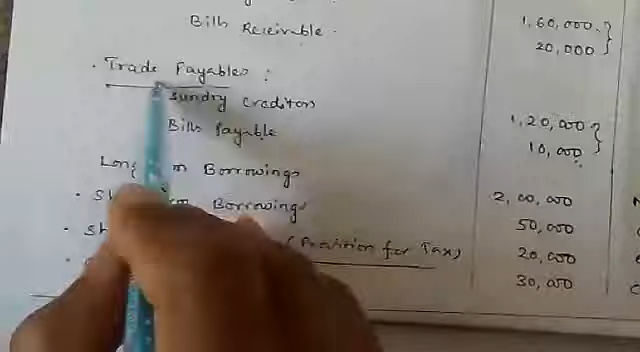 Bills Receivable. 20,000
1,60,000.
. Trade Payables :
Sundry Creditors 1,20,000
Bills Payable 10,000
Borrowings 2,00,000
. Borrowings 50,000
. (Provision for Tax) 20,000
. 30,000